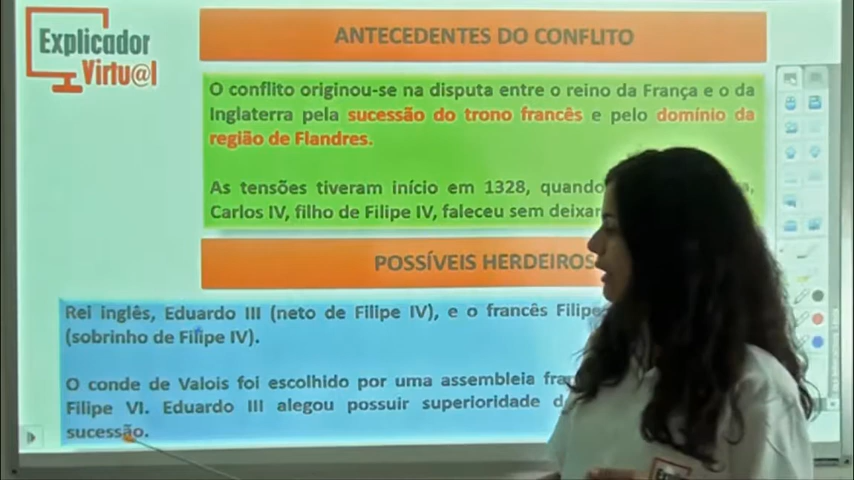 Explicador
Virtu@l
ANTECEDENTES DO CONFLITO
O conflito originou-se na disputa entre o reino da França e o da
Inglaterra pela sucessão do trono francês e pelo domínio da
região de Flandres.
As tensões tiveram início em 1328, quando
Carlos IV, filho de Filipe IV, faleceu sem deixar
POSSÍVEIS HERDEIROS
Rei inglês, Eduardo III (neto de Filipe IV), e o francês Filipe
(sobrinho de Filipe IV).
O conde de Valois foi escolhido por uma assembleia
Filipe VI. Eduardo III alegou possuir superioridade
sucessão.